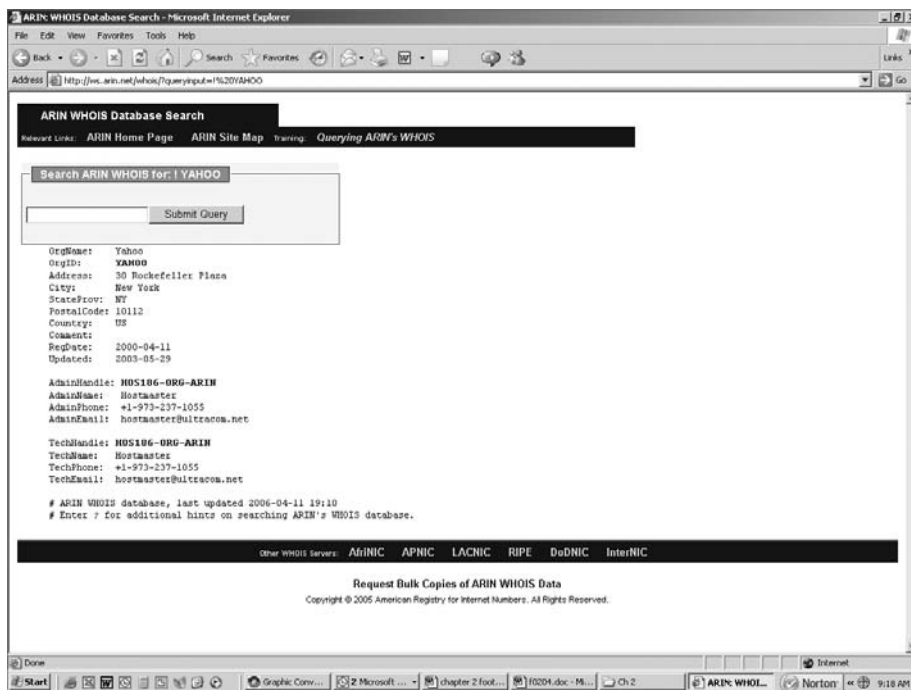 ARIN: WHOIS Database Search - Microsoft Internet Explorer
File Edit View Favorites Tools Help
Back Search Favorites Links
Address http://ws.arin.net/whois/?queryinput=!%20YAHOO Go
ARIN WHOIS Database Search
Relevant Links: ARIN Home Page ARIN Site Map Training: Querying ARIN's WHOIS
Search ARIN WHOIS for: ! YAHOO
Submit Query
OrgName: Yahoo
OrgID: YAHOO
Address: 30 Rockefeller Plaza
City: New York
StateProv: NY
PostalCode: 10112
Country: US
Comment:
RegDate: 2000-04-11
Updated: 2003-05-29
AdminHandle: HOS186-ORG-ARIN
AdminName: Hostmaster
AdminPhone: +1-973-237-1055
AdminEmail: hostmaster@ultracom.net
TechHandle: HOS186-ORG-ARIN
TechName: Hostmaster
TechPhone: +1-973-237-1055
TechEmail: hostmaster@ultracom.net
# ARIN WHOIS database, last updated 2006-04-11 19:10
# Enter ? for additional hints on searching ARIN's WHOIS database.
Other WHOIS Servers: AfriNIC APNIC LACNIC RIPE DoDNIC InterNIC
Request Bulk Copies of ARIN WHOIS Data
Copyright © 2005 American Registry for Internet Numbers. All Rights Reserved.
Done Internet
Start Graphic Conv... 2 Microsoft ... chapter 2 foot... f0204.doc - Mi... Ch 2 ARIN: WHOI... Norton 9:18 AM